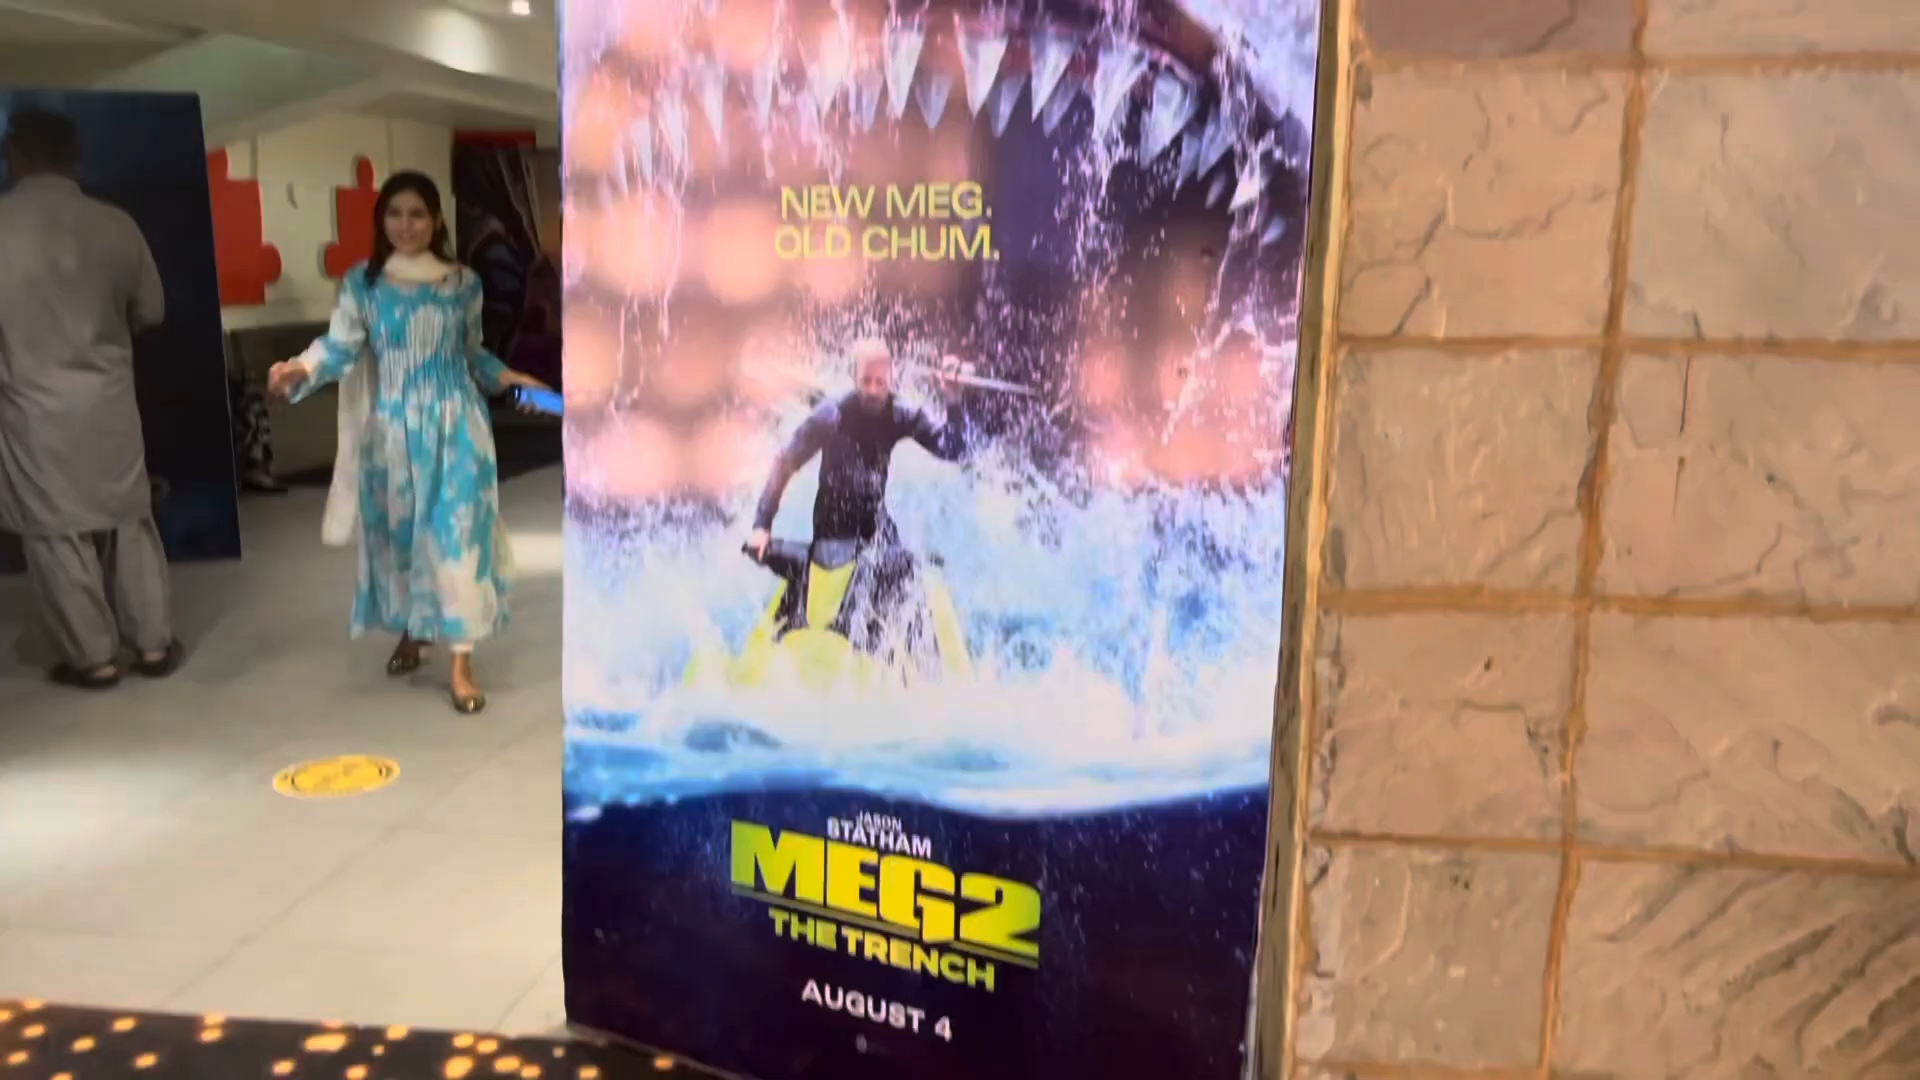 NEW MEG.
OLD CHUM.
JASON
STATHAM
MEG2
THE TRENCH
AUGUST 4